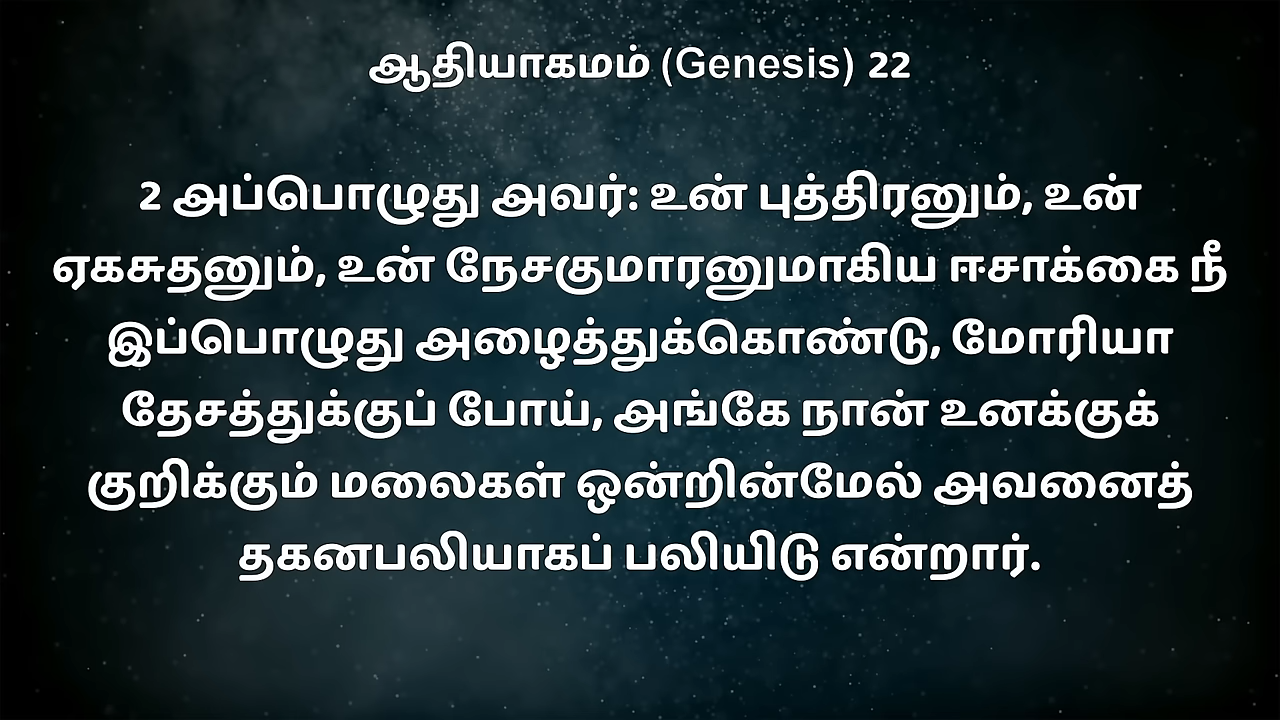 ஆதியாகமம் (Genesis) 22
2 அப்பொழுது அவர்: உன் புத்திரனும், உன்
ஏகசுதனும், உன் நேசகுமாரனுமாகிய ஈசாக்கை நீ
இப்பொழுது அழைத்துக்கொண்டு, மோரியா
தேசத்துக்குப் போய், அங்கே நான் உனக்குக்
குறிக்கும் மலைகள் ஒன்றின்மேல் அவனைத்
தகனபலியாகப் பலியிடு என்றார்.